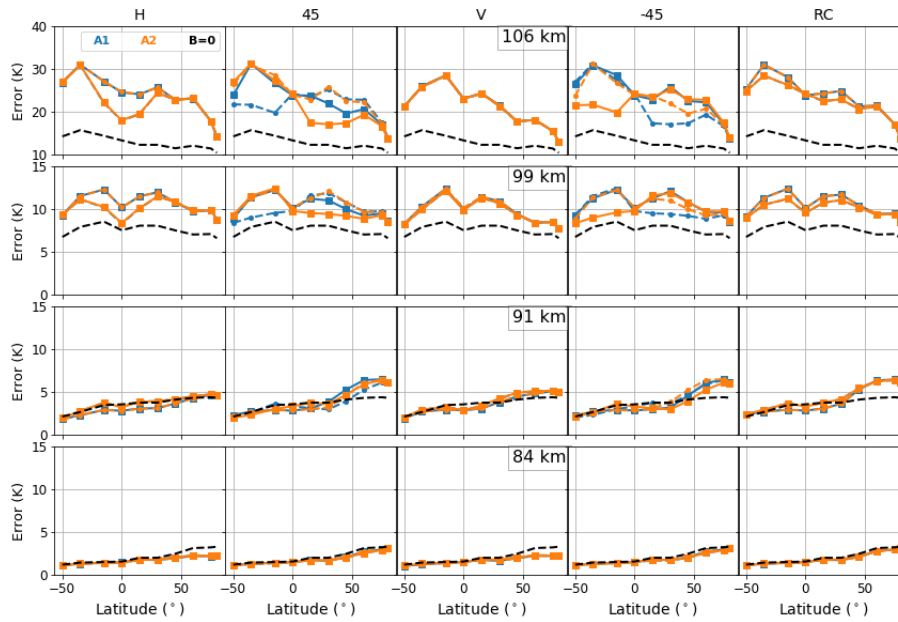 H 45 V -45 RC
A1 A2 B=0
106 km
Error (K)
40
30
20
10
99 km
Error (K)
15
10
5
0
91 km
Error (K)
15
10
5
0
84 km
Error (K)
15
10
5
0
−50 0 50 −50 0 50 −50 0 50 −50 0 50 −50 0 50
Latitude (°) Latitude (°) Latitude (°) Latitude (°) Latitude (°)